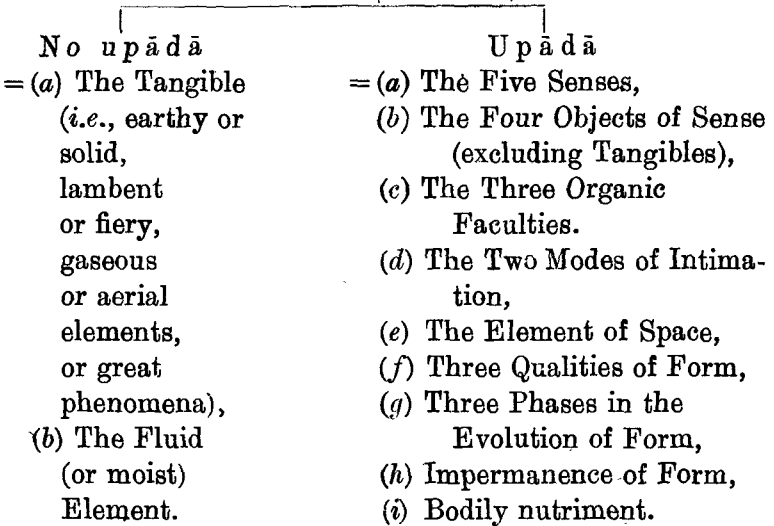 No upādā
= (a) The Tangible
(i.e., earthy or
solid,
lambent
or fiery,
gaseous
or aerial
elements,
or great
phenomena),
(b) The Fluid
(or moist)
Element.
Upādā
= (a) The Five Senses,
(b) The Four Objects of Sense
(excluding Tangibles),
(c) The Three Organic
Faculties.
(d) The Two Modes of Intima-
tion,
(e) The Element of Space,
(f) Three Qualities of Form,
(g) Three Phases in the
Evolution of Form,
(h) Impermanence of Form,
(i) Bodily nutriment.